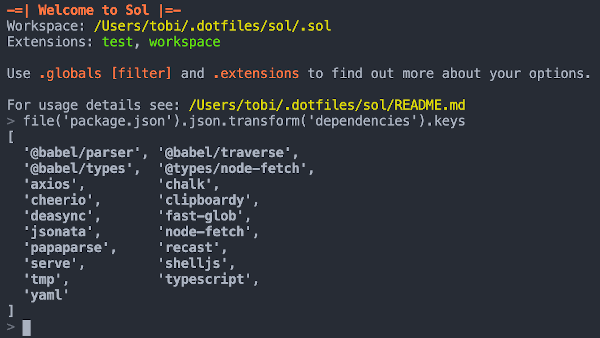 -=| Welcome to Sol |=-
Workspace: /Users/tobi/.dotfiles/sol/.sol
Extensions: test, workspace
Use .globals [filter] and .extensions to find out more about your options.
For usage details see: /Users/tobi/.dotfiles/sol/README.md
> file('package.json').json.transform('dependencies').keys
[
  '@babel/parser', '@babel/traverse',
  '@babel/types',  '@types/node-fetch',
  'axios',         'chalk',
  'cheerio',       'clipboardy',
  'deasync',       'fast-glob',
  'jsonata',       'node-fetch',
  'papaparse',     'recast',
  'serve',         'shelljs',
  'tmp',           'typescript',
  'yaml'
]
>